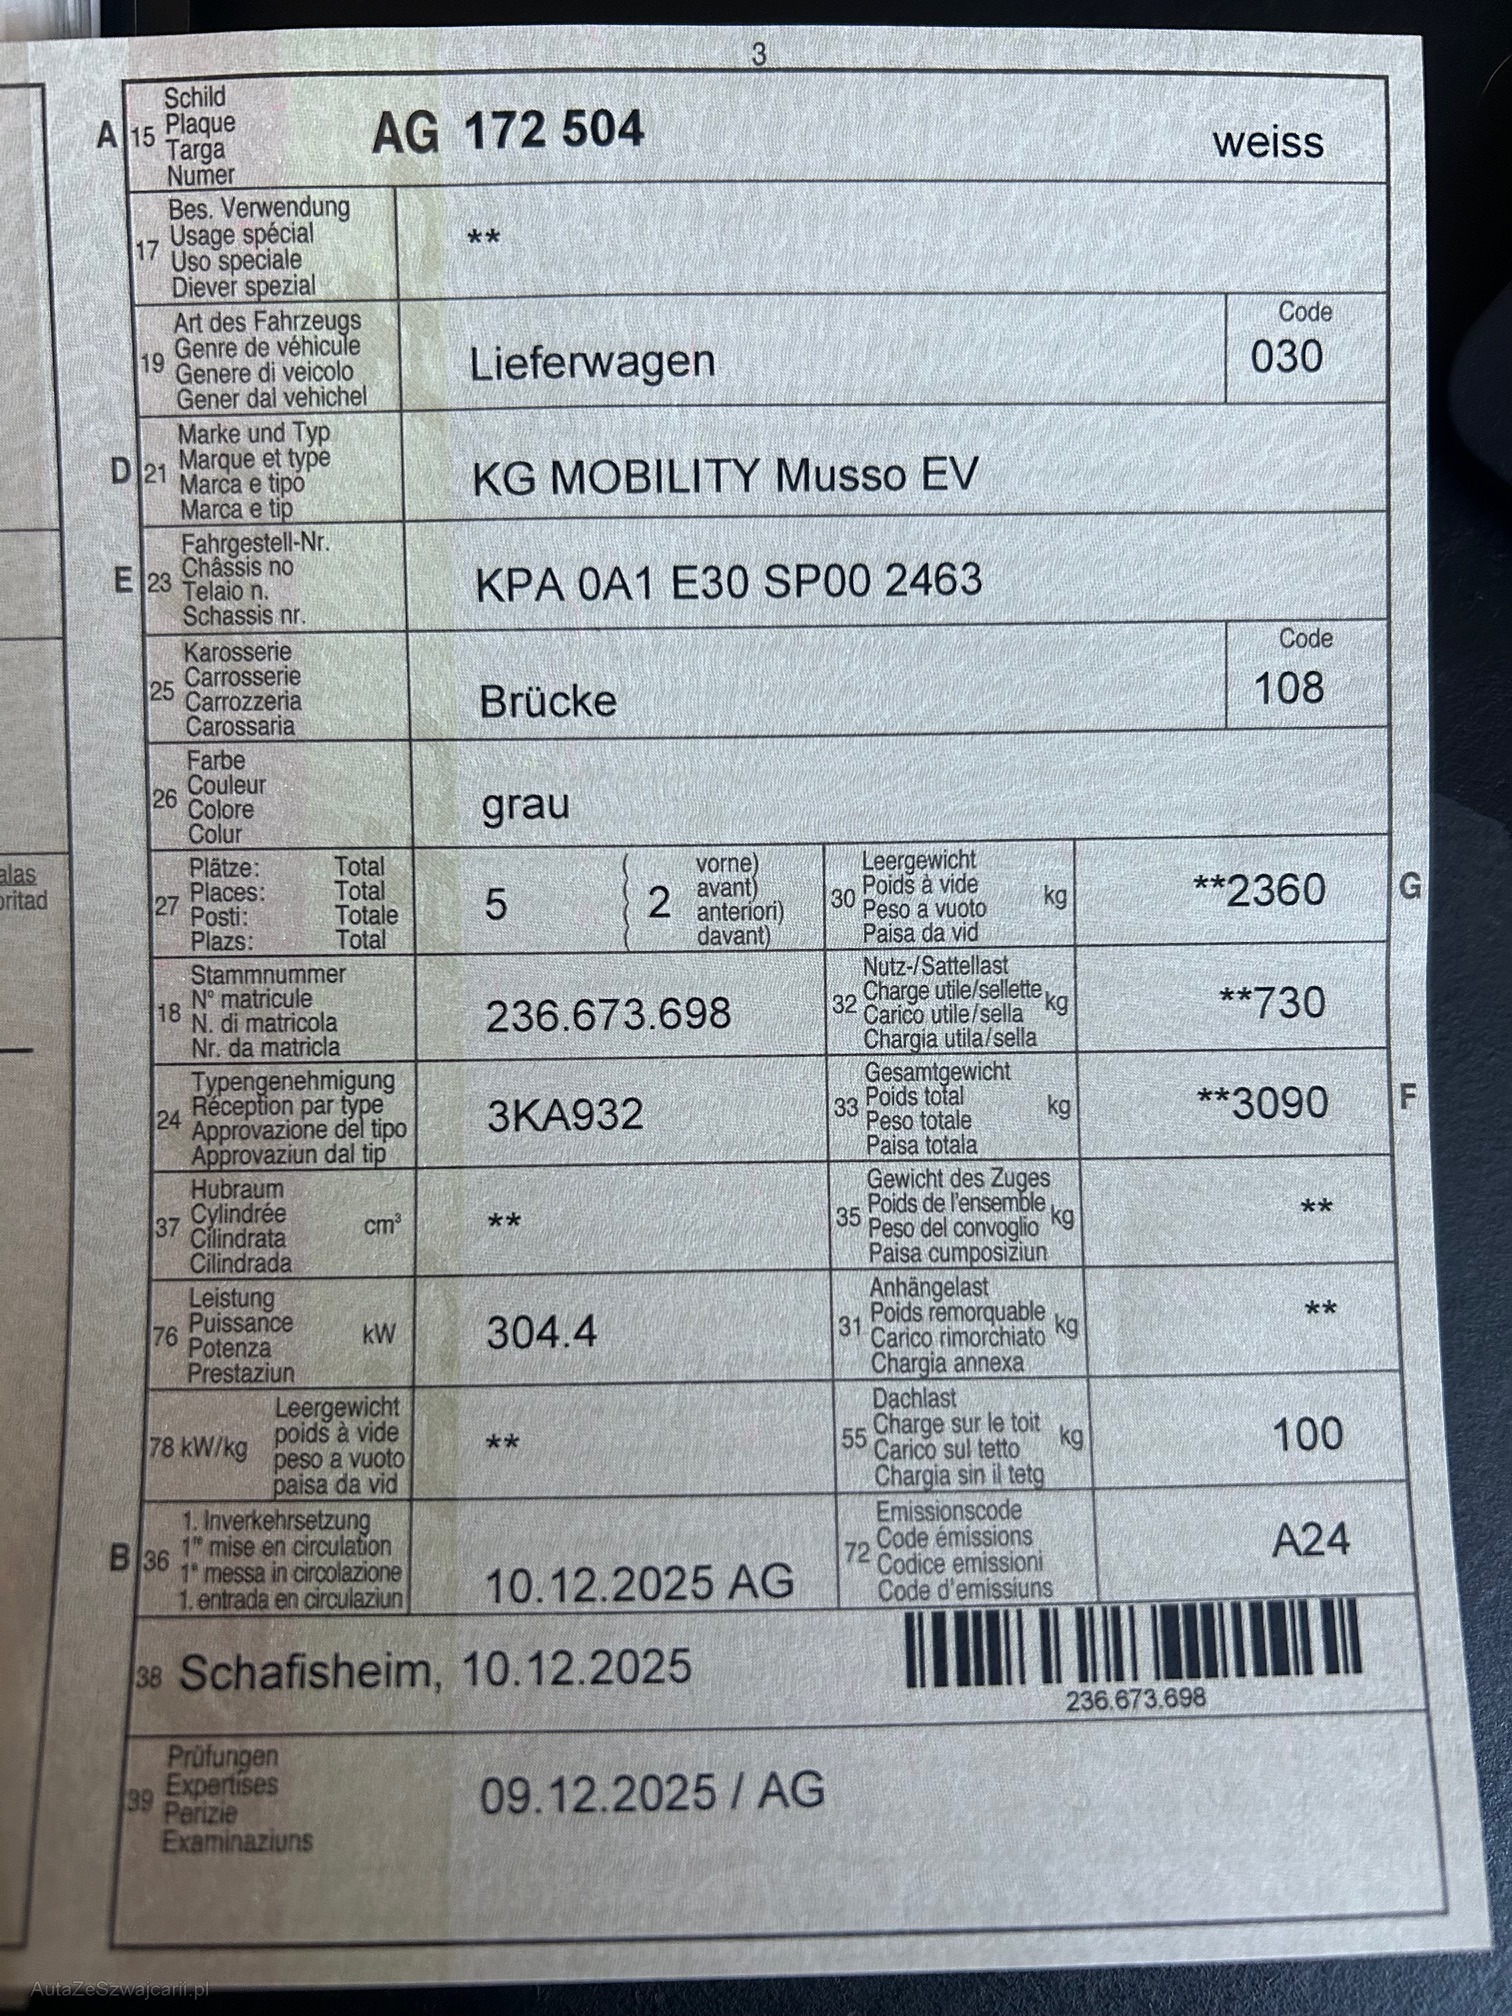 3
A 15 Schild
Plaque
Targa
Numer
AG 172 504 weiss
17 Bes. Verwendung
Usage spécial
Uso speciale
Diever spezial
**
19 Art des Fahrzeugs
Genre de véhicule
Genere di veicolo
Gener dal vehichel
Lieferwagen
Code
030
D 21 Marke und Typ
Marque et type
Marca e tipo
Marca e tip
KG MOBILITY Musso EV
E 23 Fahrgestell-Nr.
Châssis no
Telaio n.
Schassis nr.
KPA 0A1 E30 SP00 2463
25 Karosserie
Carrosserie
Carrozzeria
Carossaria
Brücke
Code
108
26 Farbe
Couleur
Colore
Colur
grau
27 Plätze: Total
Places: Total
Posti: Totale
Plazs: Total
5 ( 2 vorne)
avant)
anteriori)
davant)
30 Leergewicht
Poids à vide
Peso a vuoto
Paisa da vid
kg **2360 G
18 Stammnummer
N° matricule
N. di matricola
Nr. da matricla
236.673.698
32 Nutz-/Sattellast
Charge utile/sellette
Carico utile/sella
Chargia utila/sella
kg **730
24 Typengenehmigung
Réception par type
Approvazione del tipo
Approvaziun dal tip
3KA932
33 Gesamtgewicht
Poids total
Peso totale
Paisa totala
kg **3090 F
37 Hubraum
Cylindrée
Cilindrata
Cilindrada
cm³ **
35 Gewicht des Zuges
Poids de l'ensemble
Peso del convoglio
Paisa cumposiziun
kg **
76 Leistung
Puissance
Potenza
Prestaziun
kW 304.4
31 Anhängelast
Poids remorquable
Carico rimorchiato
Chargia annexa
kg **
78 kW/kg Leergewicht
poids à vide
peso a vuoto
paisa da vid
**
55 Dachlast
Charge sur le toit
Carico sul tetto
Chargia sin il tetg
kg 100
B 36 1. Inverkehrsetzung
1re mise en circulation
1a messa in circolazione
1. entrada en circulaziun
10.12.2025 AG
72 Emissionscode
Code émissions
Codice emissioni
Code d'emissiuns
A24
38 Schafisheim, 10.12.2025
236.673.698
39 Prüfungen
Expertises
Perizie
Examinaziuns
09.12.2025 / AG
AutaZeSzwajcarii.pl